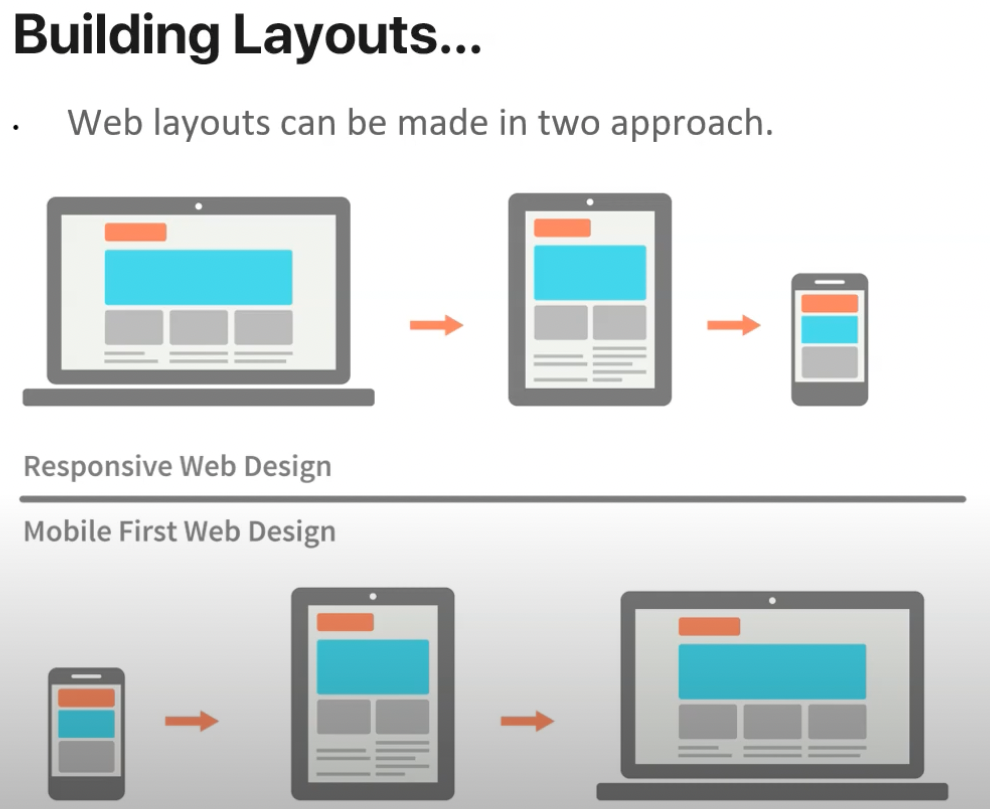 Building Layouts...
· Web layouts can be made in two approach.
Responsive Web Design
Mobile First Web Design